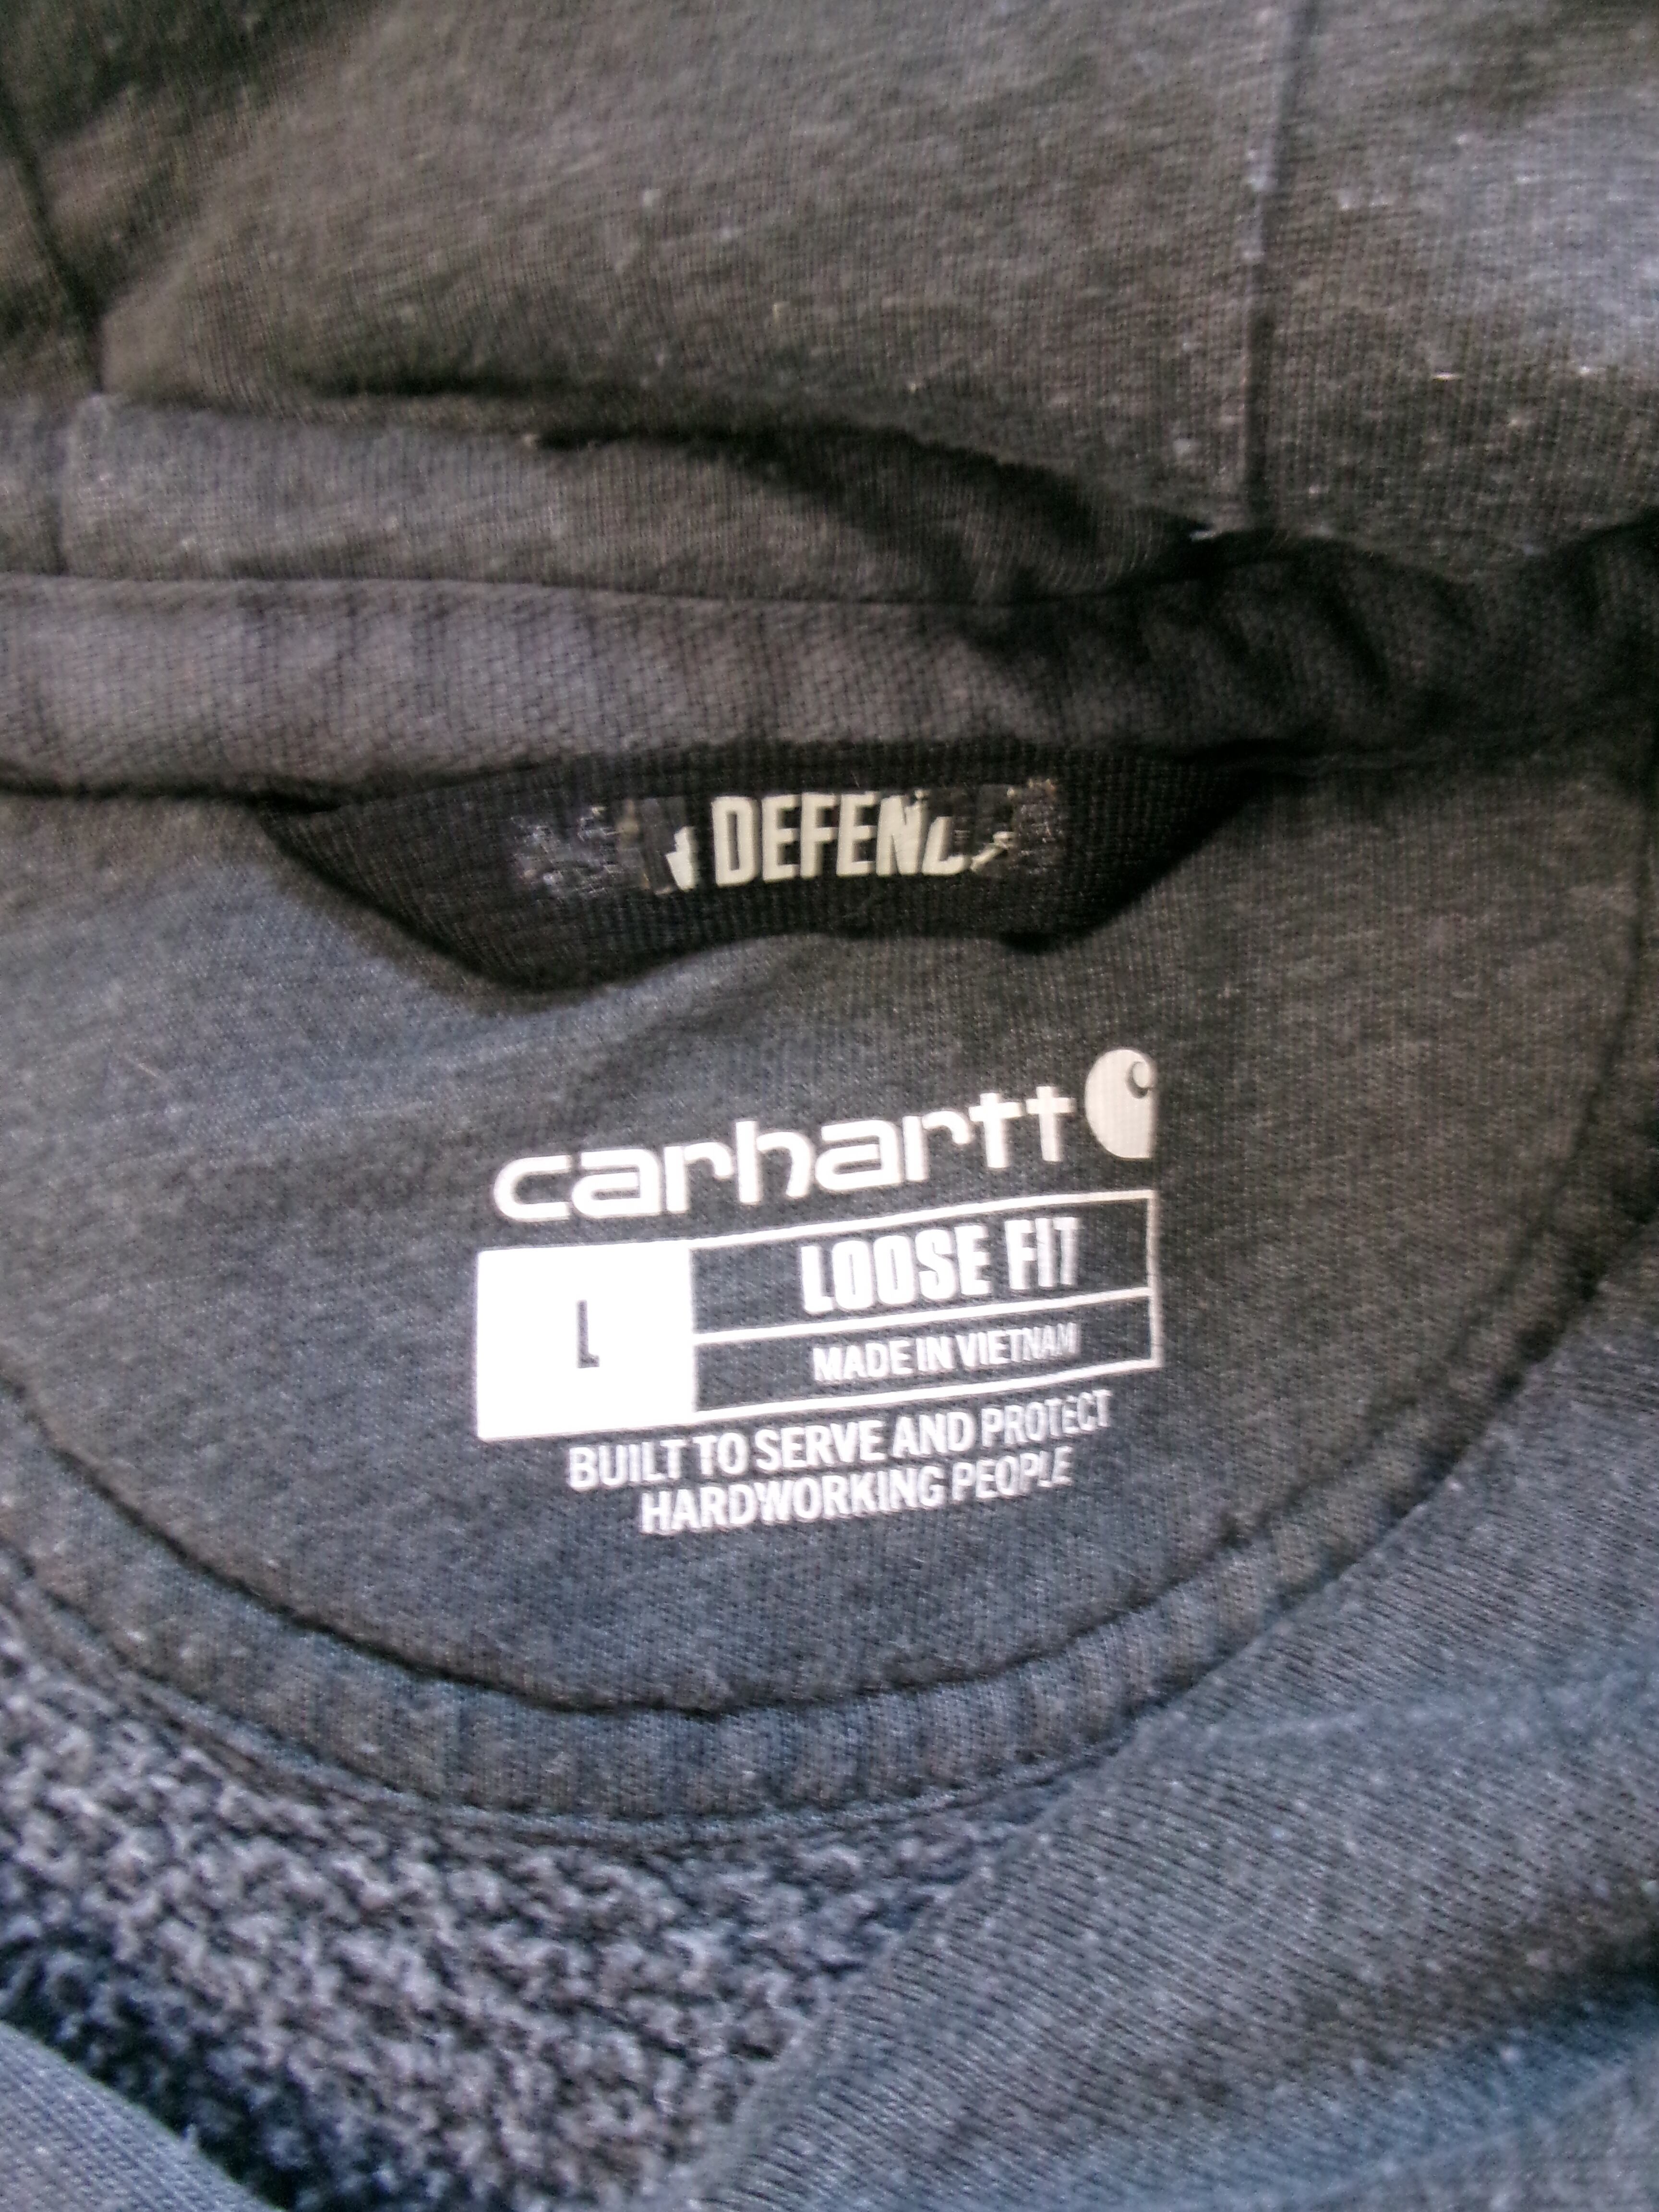 DEFEND
carhartt
L
LOOSE FIT
MADE IN VIETNAM
BUILT TO SERVE AND PROTECT
HARDWORKING PEOPLE